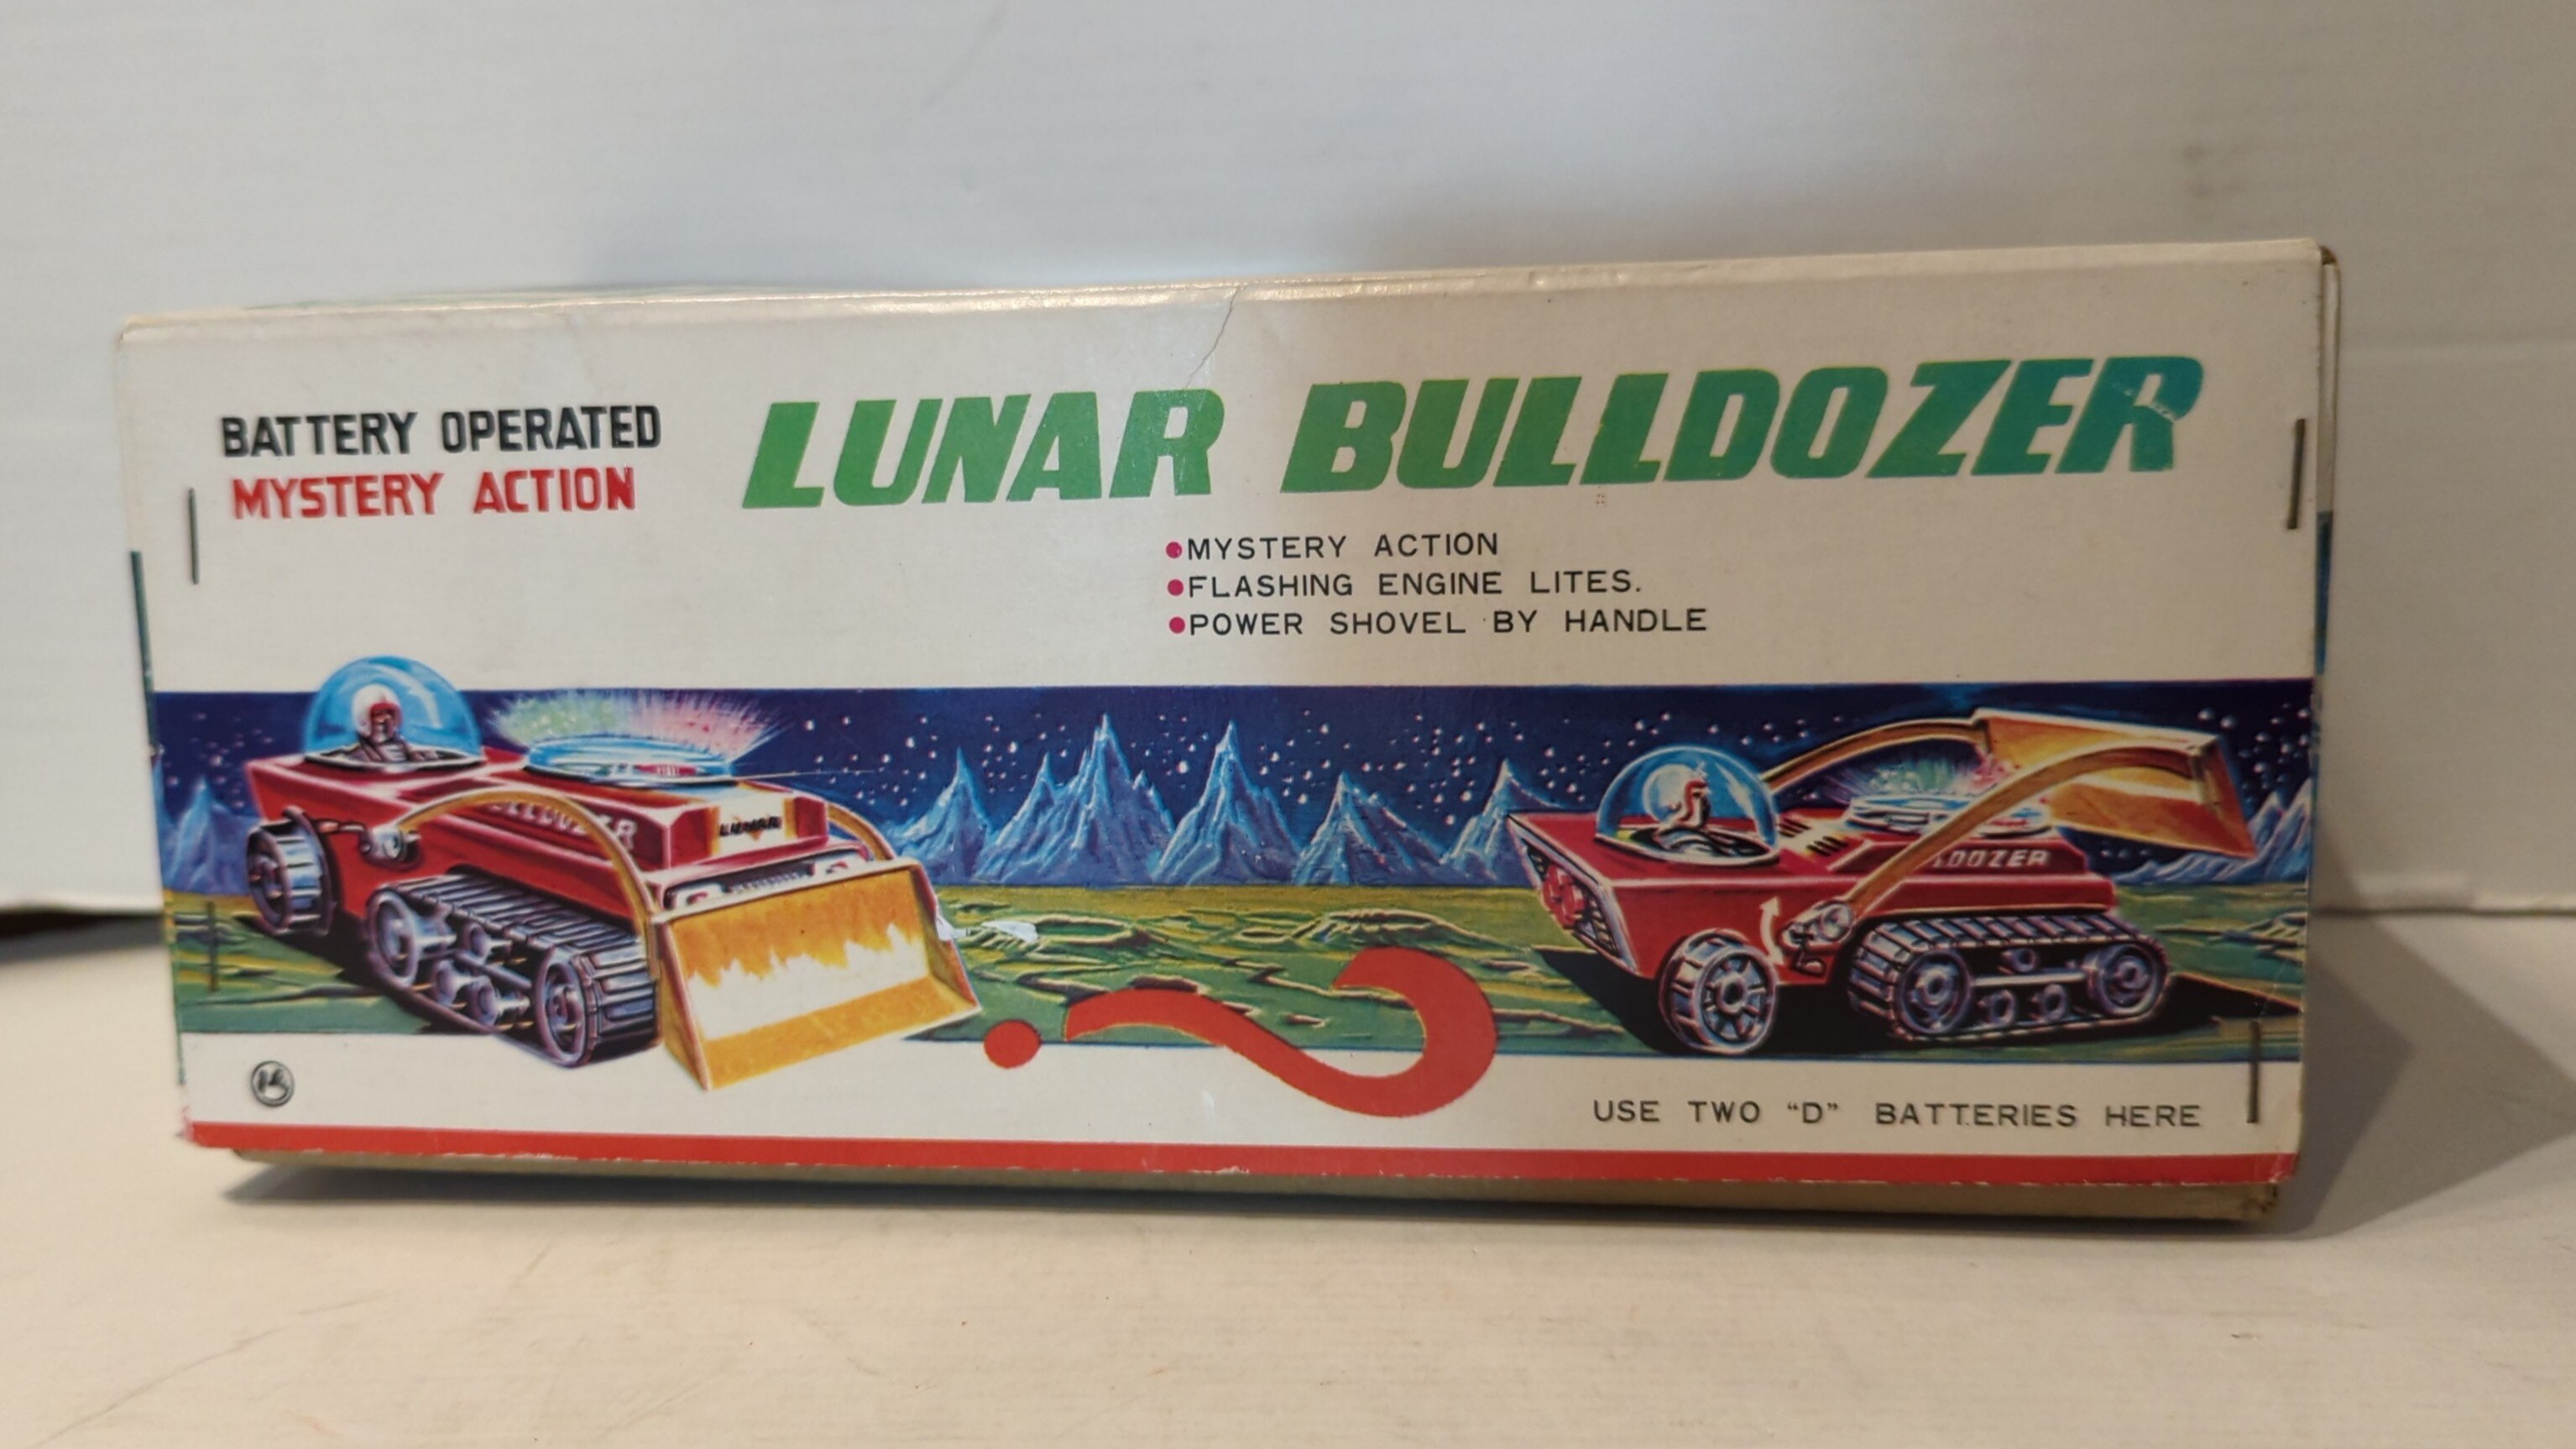 BATTERY OPERATED
MYSTERY ACTION
LUNAR BULLDOZER
•MYSTERY ACTION
•FLASHING ENGINE LITES.
•POWER SHOVEL BY HANDLE
LUNAR
USE TWO “D” BATTERIES HERE